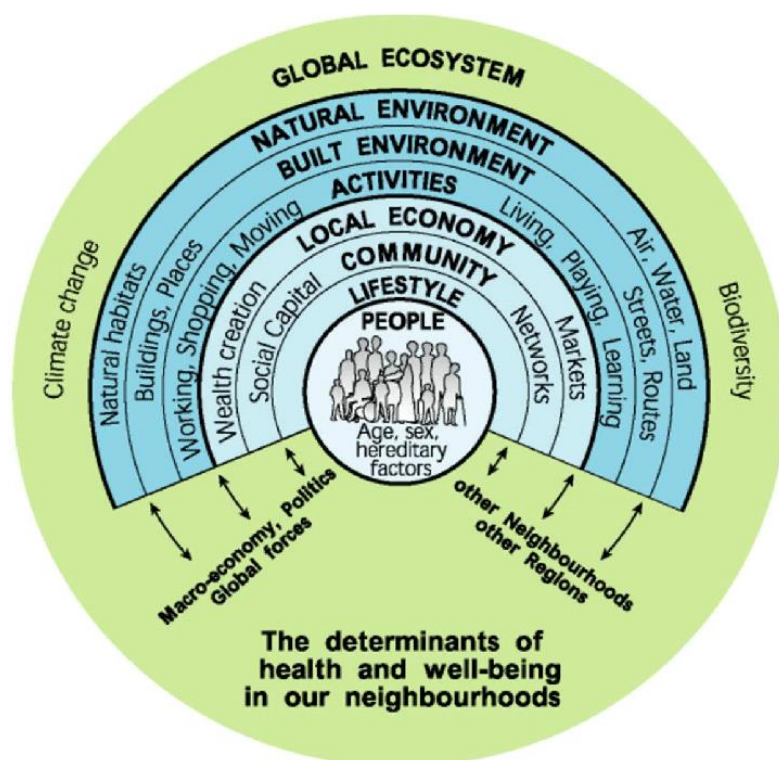 GLOBAL ECOSYSTEM
NATURAL ENVIRONMENT
BUILT ENVIRONMENT
ACTIVITIES
LOCAL ECONOMY
COMMUNITY
LIFESTYLE
PEOPLE
Age, sex,
hereditary
factors
Climate change
Natural habitats
Buildings, Places
Working, Shopping, Moving
Wealth creation
Social Capital
Networks
Markets
Living, Playing, Learning
Streets, Routes
Air, Water, Land
Biodiversity
Macro-economy, Politics
Global forces
other Neighbourhoods
other Regions
The determinants of
health and well-being
in our neighbourhoods